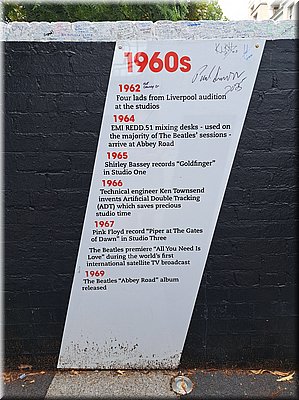 1960s
1962
Four lads from Liverpool audition
at the studios
1964
EMI REDD.51 mixing desks - used on
the majority of The Beatles' sessions -
arrive at Abbey Road
1965
Shirley Bassey records "Goldfinger"
in Studio One
1966
Technical engineer Ken Townsend
invents Artificial Double Tracking
(ADT) which saves precious
studio time
1967
Pink Floyd record "Piper at The Gates
of Dawn" in Studio Three
The Beatles premiere "All You Need Is
Love" during the world's first
international satellite TV broadcast
1969
The Beatles "Abbey Road" album
released